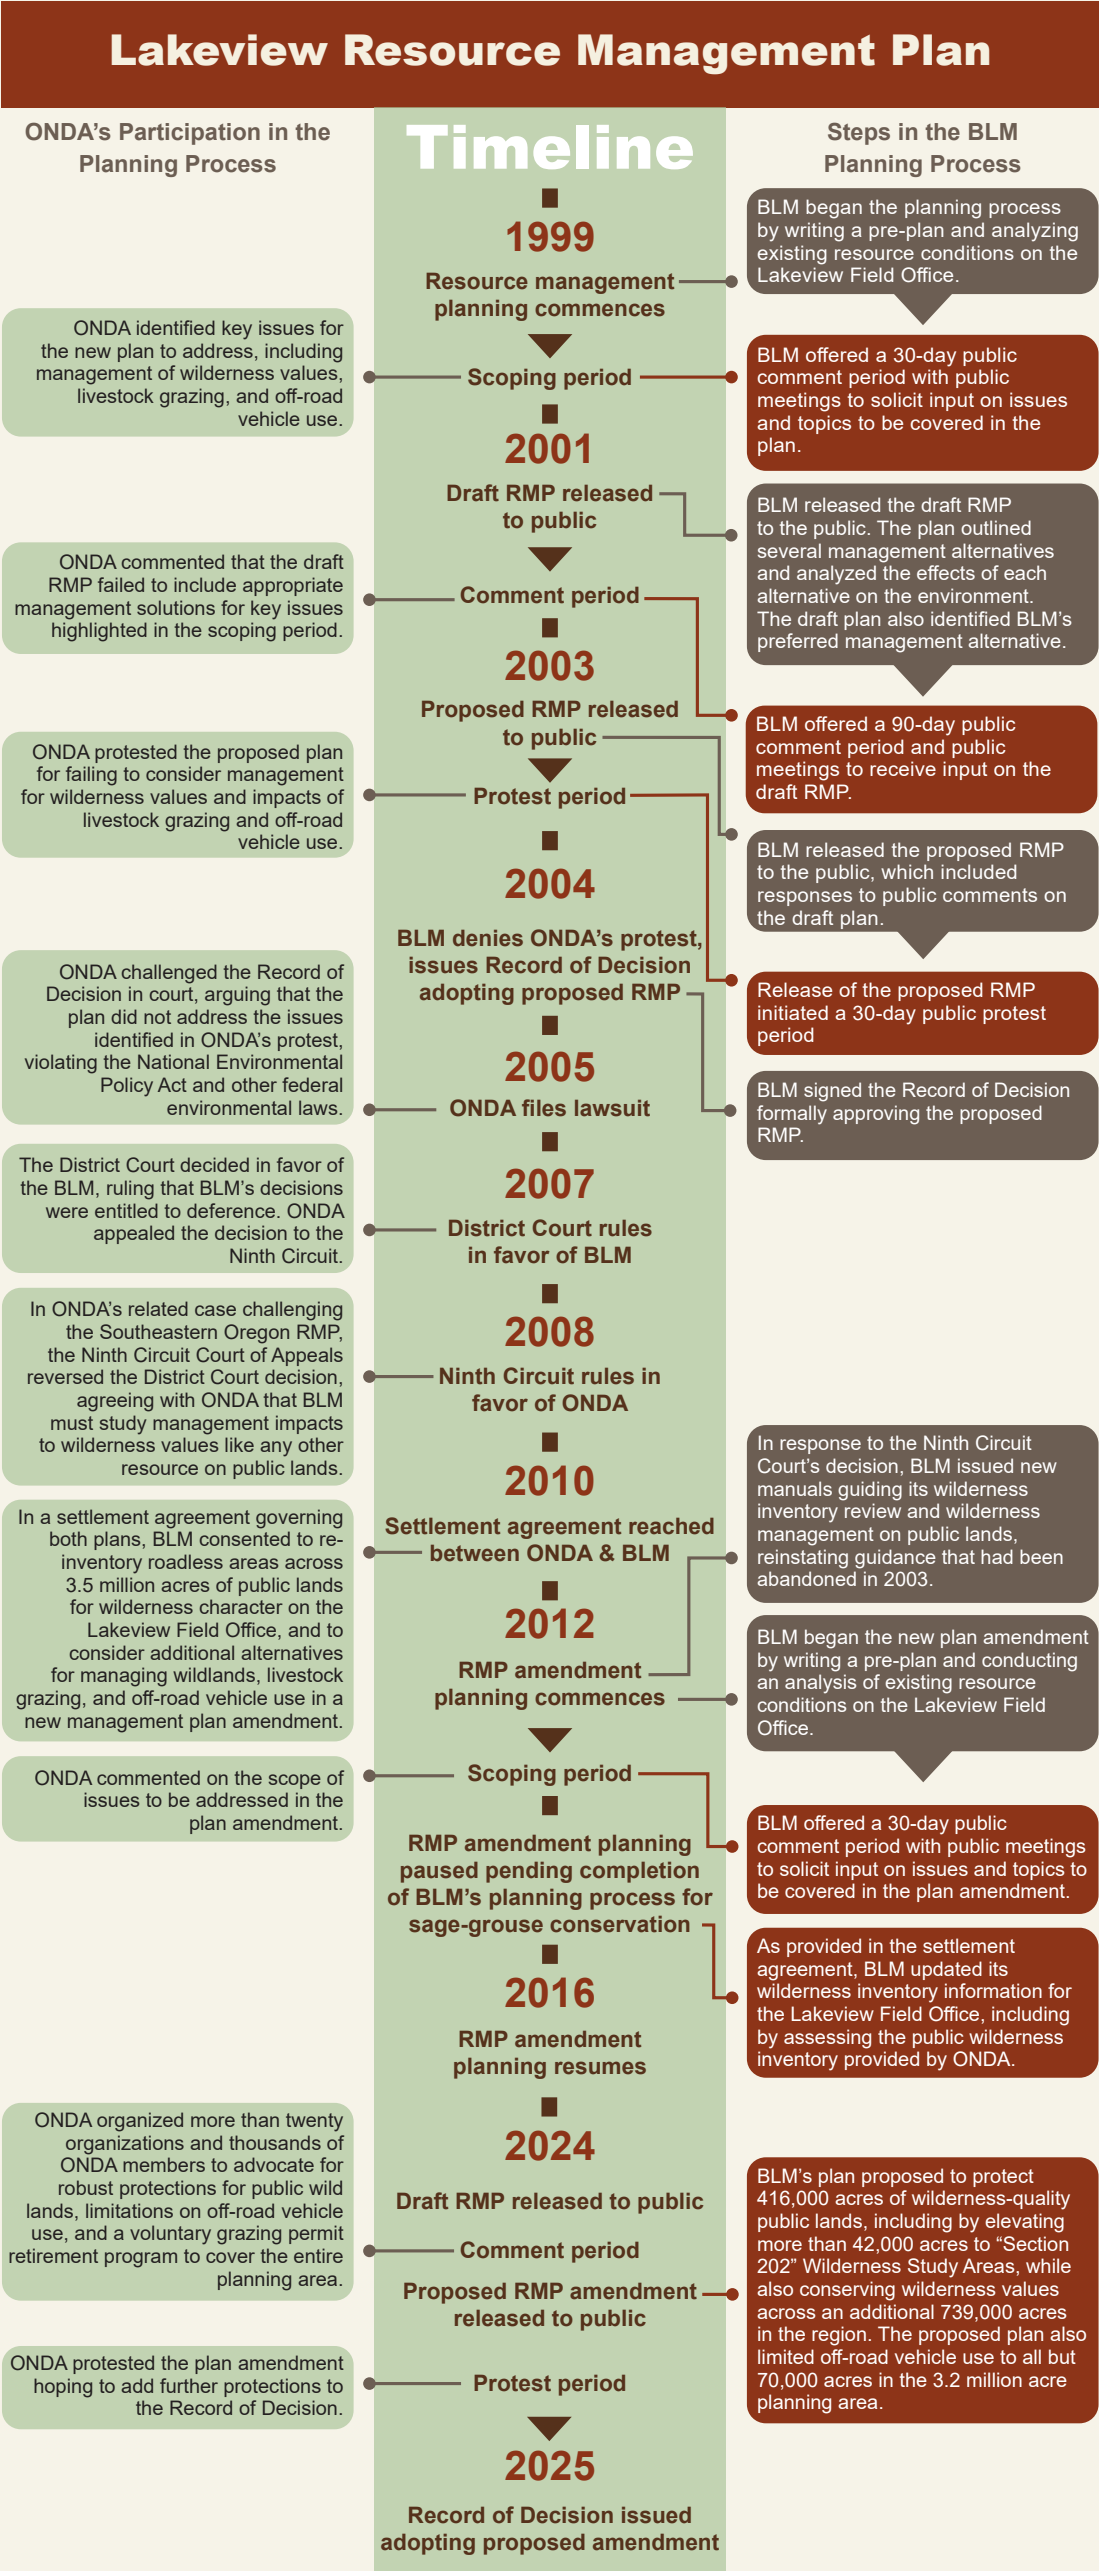 Lakeview Resource Management Plan
ONDA's Participation in the
Planning Process
Timeline
Steps in the BLM
Planning Process
1999
Resource management
planning commences
BLM began the planning process
by writing a pre-plan and analyzing
existing resource conditions on the
Lakeview Field Office.
ONDA identified key issues for
the new plan to address, including
management of wilderness values,
livestock grazing, and off-road
vehicle use.
Scoping period
BLM offered a 30-day public
comment period with public
meetings to solicit input on issues
and topics to be covered in the
plan.
2001
Draft RMP released
to public
BLM released the draft RMP
to the public. The plan outlined
several management alternatives
and analyzed the effects of each
alternative on the environment.
The draft plan also identified BLM's
preferred management alternative.
ONDA commented that the draft
RMP failed to include appropriate
management solutions for key issues
highlighted in the scoping period.
Comment period
BLM offered a 90-day public
comment period and public
meetings to receive input on the
draft RMP.
2003
Proposed RMP released
to public
BLM released the proposed RMP
to the public, which included
responses to public comments on
the draft plan.
ONDA protested the proposed plan
for failing to consider management
for wilderness values and impacts of
livestock grazing and off-road
vehicle use.
Protest period
Release of the proposed RMP
initiated a 30-day public protest
period
2004
BLM denies ONDA's protest,
issues Record of Decision
adopting proposed RMP
BLM signed the Record of Decision
formally approving the proposed
RMP.
ONDA challenged the Record of
Decision in court, arguing that the
plan did not address the issues
identified in ONDA's protest,
violating the National Environmental
Policy Act and other federal
environmental laws.
2005
ONDA files lawsuit
The District Court decided in favor of
the BLM, ruling that BLM's decisions
were entitled to deference. ONDA
appealed the decision to the
Ninth Circuit.
2007
District Court rules
in favor of BLM
In ONDA's related case challenging
the Southeastern Oregon RMP,
the Ninth Circuit Court of Appeals
reversed the District Court decision,
agreeing with ONDA that BLM
must study management impacts
to wilderness values like any other
resource on public lands.
2008
Ninth Circuit rules in
favor of ONDA
In a settlement agreement governing
both plans, BLM consented to re-
inventory roadless areas across
3.5 million acres of public lands
for wilderness character on the
Lakeview Field Office, and to
consider additional alternatives
for managing wildlands, livestock
grazing, and off-road vehicle use in a
new management plan amendment.
2010
Settlement agreement reached
between ONDA & BLM
In response to the Ninth Circuit
Court's decision, BLM issued new
manuals guiding its wilderness
inventory review and wilderness
management on public lands,
reinstating guidance that had been
abandoned in 2003.
2012
RMP amendment
planning commences
BLM began the new plan amendment
by writing a pre-plan and conducting
an analysis of existing resource
conditions on the Lakeview Field
Office.
ONDA commented on the scope of
issues to be addressed in the
plan amendment.
Scoping period
BLM offered a 30-day public
comment period with public meetings
to solicit input on issues and topics to
be covered in the plan amendment.
RMP amendment planning
paused pending completion
of BLM's planning process for
sage-grouse conservation
As provided in the settlement
agreement, BLM updated its
wilderness inventory information for
the Lakeview Field Office, including
by assessing the public wilderness
inventory provided by ONDA.
2016
RMP amendment
planning resumes
2024
Draft RMP released to public
ONDA organized more than twenty
organizations and thousands of
ONDA members to advocate for
robust protections for public wild
lands, limitations on off-road vehicle
use, and a voluntary grazing permit
retirement program to cover the entire
planning area.
Comment period
Proposed RMP amendment
released to public
BLM's plan proposed to protect
416,000 acres of wilderness-quality
public lands, including by elevating
more than 42,000 acres to “Section
202” Wilderness Study Areas, while
also conserving wilderness values
across an additional 739,000 acres
in the region. The proposed plan also
limited off-road vehicle use to all but
70,000 acres in the 3.2 million acre
planning area.
ONDA protested the plan amendment
hoping to add further protections to
the Record of Decision.
Protest period
2025
Record of Decision issued
adopting proposed amendment